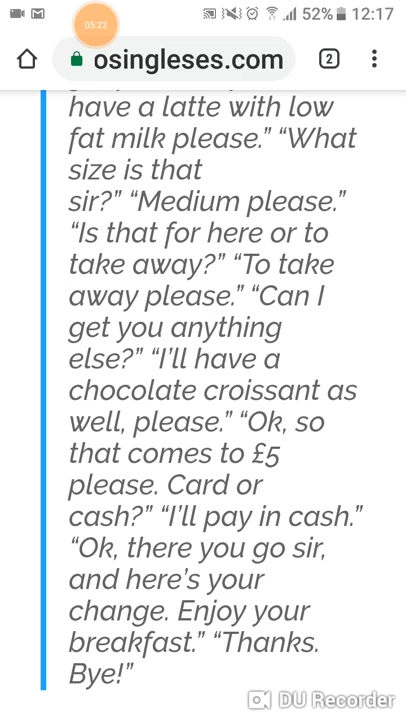 52% 12:17
05:22
osingleses.com 2
have a latte with low
fat milk please.” “What
size is that
sir?” “Medium please.”
“Is that for here or to
take away?” “To take
away please.” “Can I
get you anything
else?” “I’ll have a
chocolate croissant as
well, please.” “Ok, so
that comes to £5
please. Card or
cash?” “I’ll pay in cash.”
“Ok, there you go sir,
and here’s your
change. Enjoy your
breakfast.” “Thanks.
Bye!”
DU Recorder